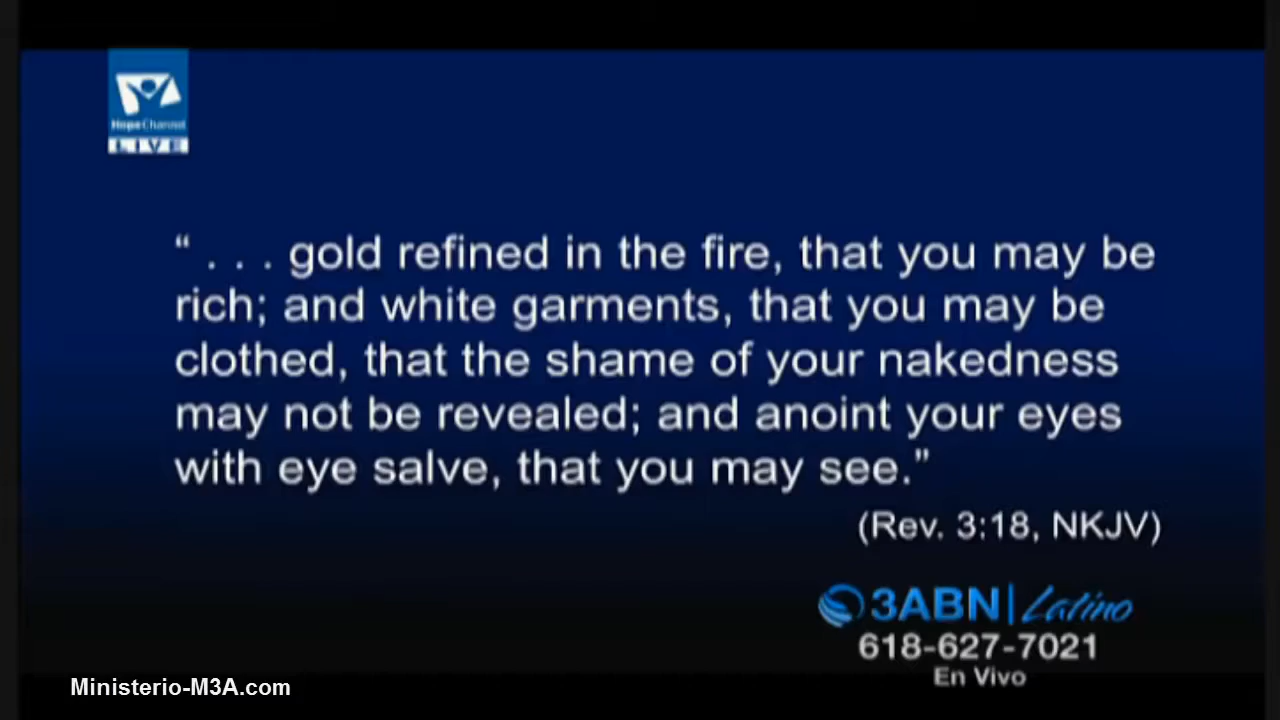 HopeChannel
LIVE
“ . . . gold refined in the fire, that you may be
rich; and white garments, that you may be
clothed, that the shame of your nakedness
may not be revealed; and anoint your eyes
with eye salve, that you may see.”
(Rev. 3:18, NKJV)
3ABN|Latino
618-627-7021
En Vivo
Ministerio-M3A.com